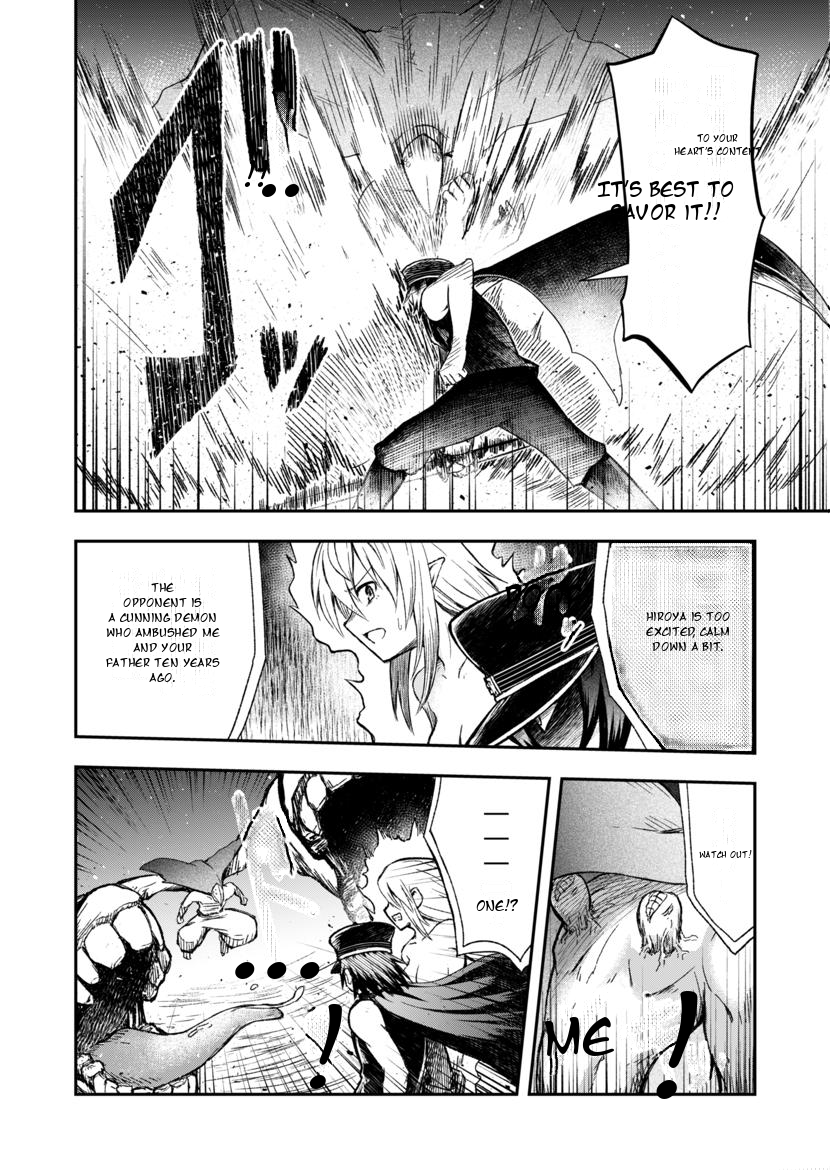 TO YOUR
HEART'S CONTENT
IT'S BEST TO
SAVOR IT!!
!!
HIROYA IS TOO
EXCITED, CALM
DOWN A BIT.
THE
OPPONENT IS
A CUNNING DEMON
WHO AMBUSHED ME
AND YOUR
FATHER TEN YEARS
AGO.
WATCH OUT!
ME
!
ONE!?
...
!